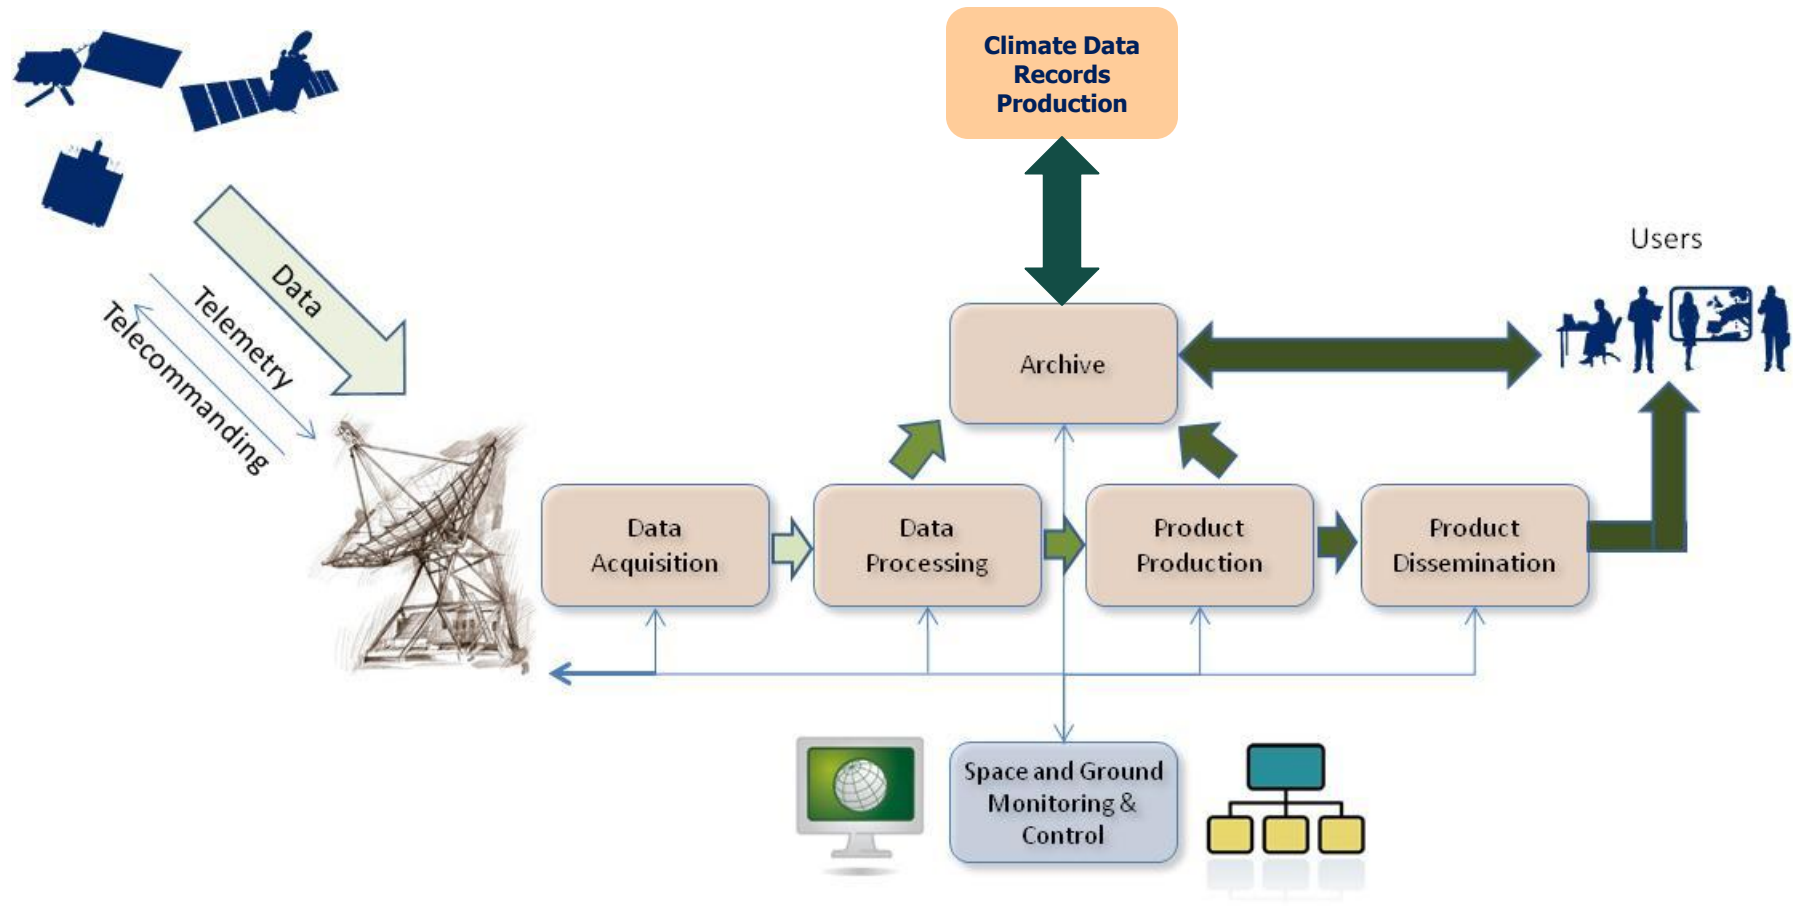 Climate Data
Records
Production
Users
Data
Telemetry
Telecommanding
Archive
Data
Acquisition
Data
Processing
Product
Production
Product
Dissemination
Space and Ground
Monitoring &
Control